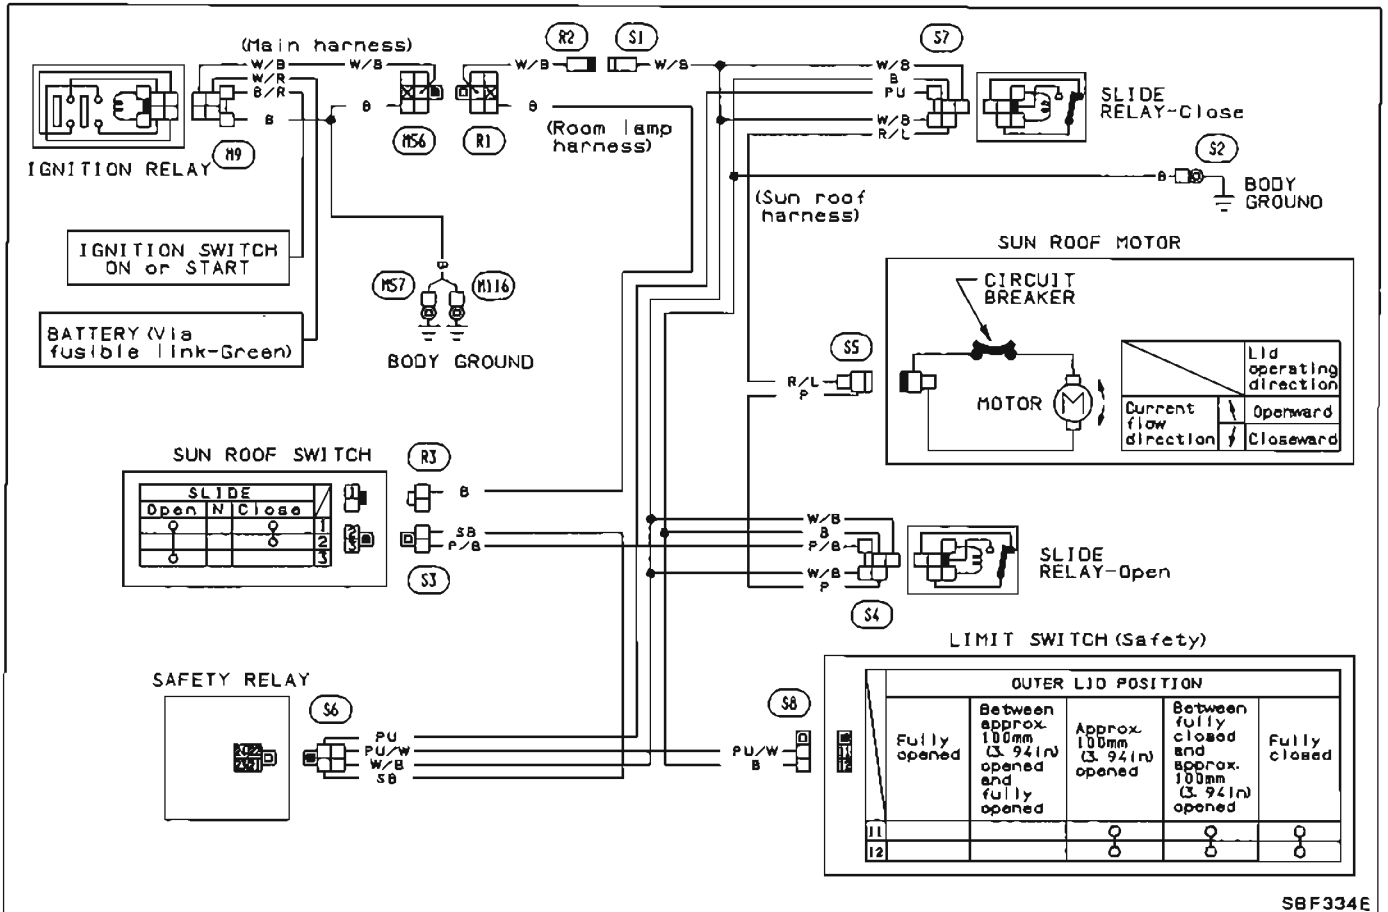 (Main harness)
W/B
W/B
W/R
B/R
B
B
M9
IGNITION RELAY
M56
R1
R2
S1
W/B
W/B
B
(Room lamp
harness)
S7
W/B
B
PU
W/B
R/L
SLIDE
RELAY-Close
S2
B
BODY
GROUND
(Sun roof
harness)
IGNITION SWITCH
ON or START
BATTERY (Via
fusible link-Green)
B
M57
M116
BODY GROUND
SUN ROOF MOTOR
CIRCUIT
BREAKER
S5
R/L
P
MOTOR
M
Lid
operating
direction
Current
flow
direction
Openward
Closeward
SUN ROOF SWITCH
SLIDE
Open N Close
1
2
3
1
2
3
R3
B
SB
P/B
S3
W/B
B
P/B
W/B
P
S4
SLIDE
RELAY-Open
SAFETY RELAY
S6
PU
PU/W
W/B
SB
S8
PU/W
B
LIMIT SWITCH (Safety)
OUTER LID POSITION
Fully
opened
Between
approx.
100mm
(3.94in)
opened
and
fully
opened
Approx.
100mm
(3.94in)
opened
Between
fully
closed
and
approx.
100mm
(3.94in)
opened
Fully
closed
11
12
SBF334E